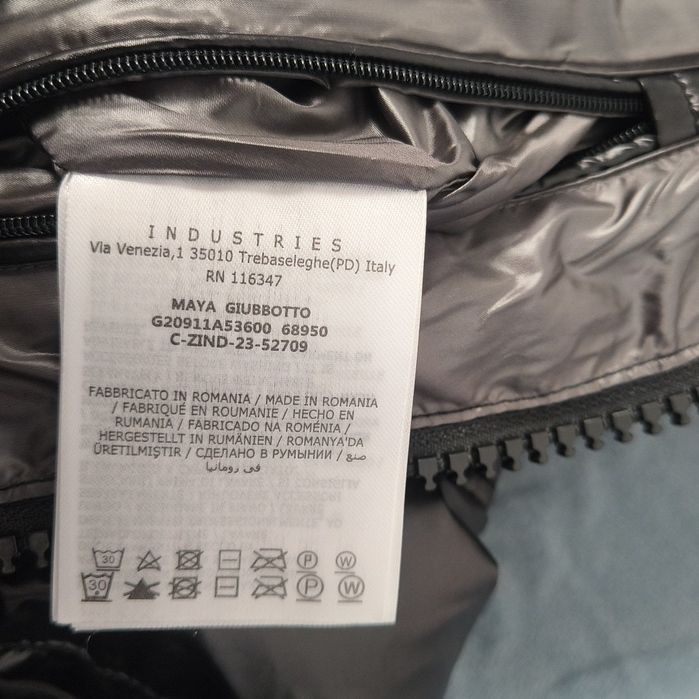 INDUSTRIES
Via Venezia,1 35010 Trebaseleghe(PD) Italy
RN 116347
MAYA GIUBBOTTO
G20911A53600 68950
C-ZIND-23-52709
FABBRICATO IN ROMANIA / MADE IN ROMANIA
/ FABRIQUÉ EN ROUMANIE / HECHO EN
RUMANIA / FABRICADO NA ROMÉNIA /
HERGESTELLT IN RUMÄNIEN / ROMANYA'DA
ÜRETILMIŞTIR / СДЕЛАНО В РУМЫНИИ / صنع
في رومانيا
30 P W
30 P W